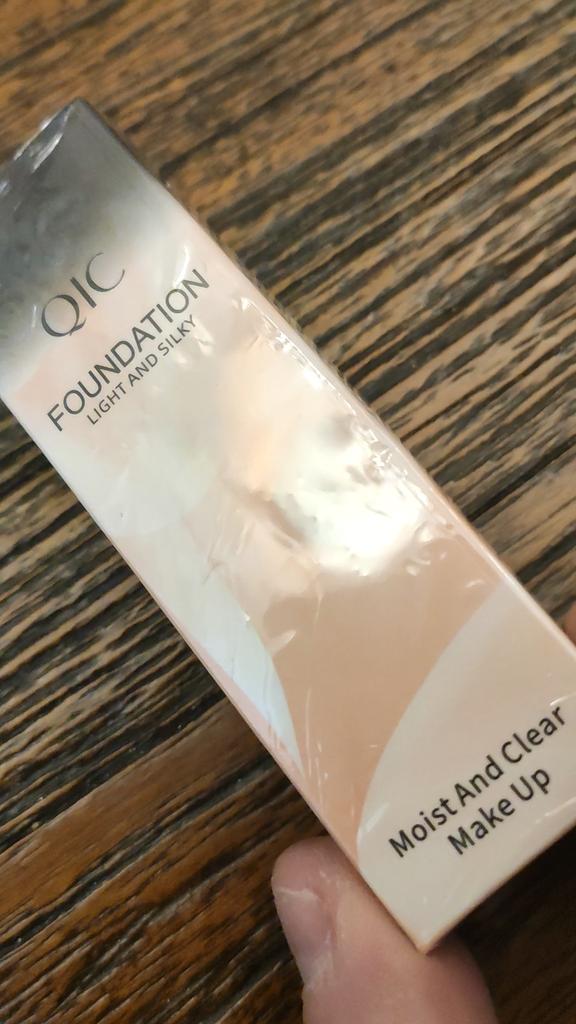 QIC
FOUNDATION
LIGHT AND SILKY
Moist And Clear
Make Up